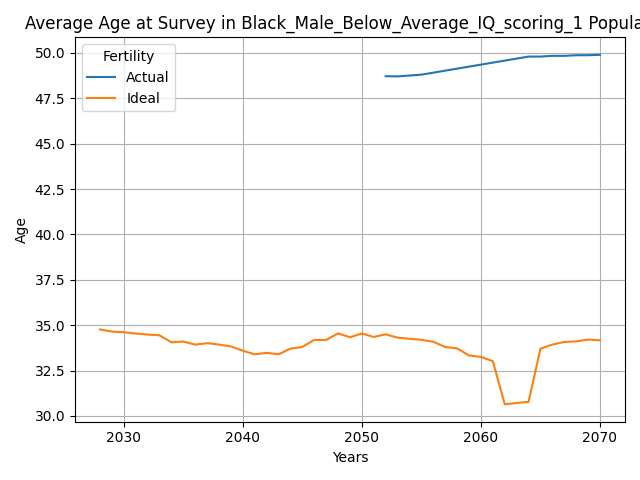 Average Age at Survey in Black_Male_Below_Average_IQ_scoring_1 Popula
Fertility
Actual
Ideal
50.0
47.5
45.0
42.5
40.0
37.5
35.0
32.5
30.0
Age
2030 2040 2050 2060 2070
Years